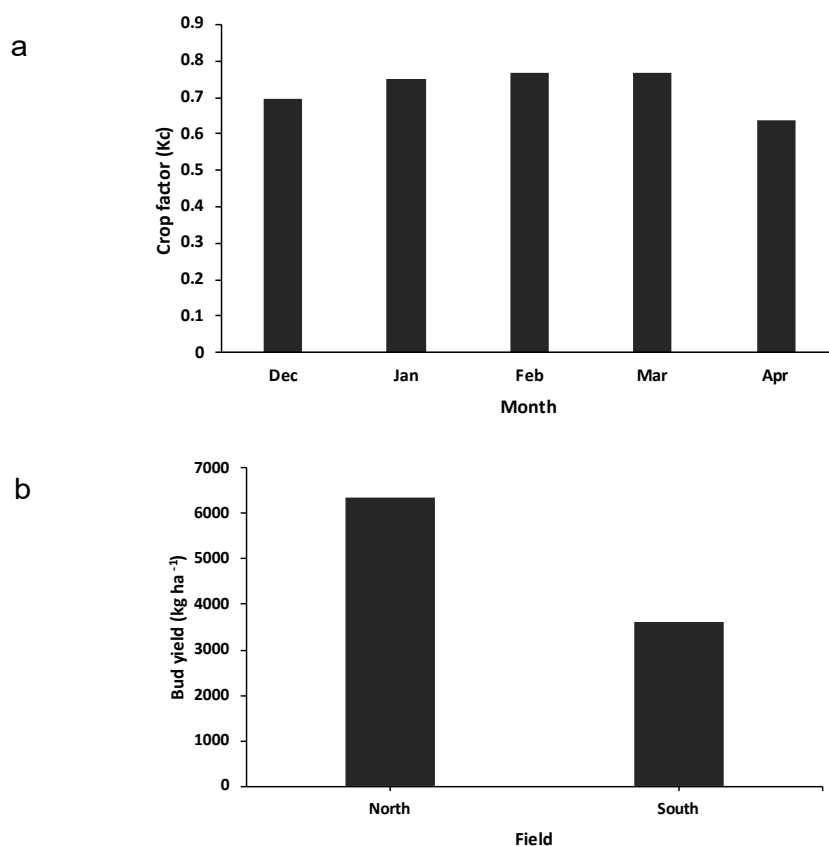 a
0.9
0.8
0.7
0.6
0.5
0.4
0.3
0.2
0.1
0
Crop factor (Kc)
Dec Jan Feb Mar Apr
Month
b
7000
6000
5000
4000
3000
2000
1000
0
Bud yield (kg ha -1)
North South
Field